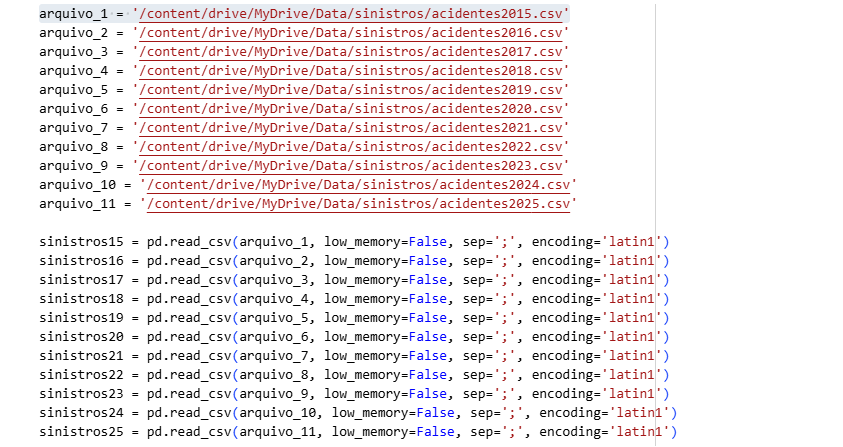 arquivo_1 = '/content/drive/MyDrive/Data/sinistros/acidentes2015.csv'
arquivo_2 = '/content/drive/MyDrive/Data/sinistros/acidentes2016.csv'
arquivo_3 = '/content/drive/MyDrive/Data/sinistros/acidentes2017.csv'
arquivo_4 = '/content/drive/MyDrive/Data/sinistros/acidentes2018.csv'
arquivo_5 = '/content/drive/MyDrive/Data/sinistros/acidentes2019.csv'
arquivo_6 = '/content/drive/MyDrive/Data/sinistros/acidentes2020.csv'
arquivo_7 = '/content/drive/MyDrive/Data/sinistros/acidentes2021.csv'
arquivo_8 = '/content/drive/MyDrive/Data/sinistros/acidentes2022.csv'
arquivo_9 = '/content/drive/MyDrive/Data/sinistros/acidentes2023.csv'
arquivo_10 = '/content/drive/MyDrive/Data/sinistros/acidentes2024.csv'
arquivo_11 = '/content/drive/MyDrive/Data/sinistros/acidentes2025.csv'
sinistros15 = pd.read_csv(arquivo_1, low_memory=False, sep=';', encoding='latin1')
sinistros16 = pd.read_csv(arquivo_2, low_memory=False, sep=';', encoding='latin1')
sinistros17 = pd.read_csv(arquivo_3, low_memory=False, sep=';', encoding='latin1')
sinistros18 = pd.read_csv(arquivo_4, low_memory=False, sep=';', encoding='latin1')
sinistros19 = pd.read_csv(arquivo_5, low_memory=False, sep=';', encoding='latin1')
sinistros20 = pd.read_csv(arquivo_6, low_memory=False, sep=';', encoding='latin1')
sinistros21 = pd.read_csv(arquivo_7, low_memory=False, sep=';', encoding='latin1')
sinistros22 = pd.read_csv(arquivo_8, low_memory=False, sep=';', encoding='latin1')
sinistros23 = pd.read_csv(arquivo_9, low_memory=False, sep=';', encoding='latin1')
sinistros24 = pd.read_csv(arquivo_10, low_memory=False, sep=';', encoding='latin1')
sinistros25 = pd.read_csv(arquivo_11, low_memory=False, sep=';', encoding='latin1')